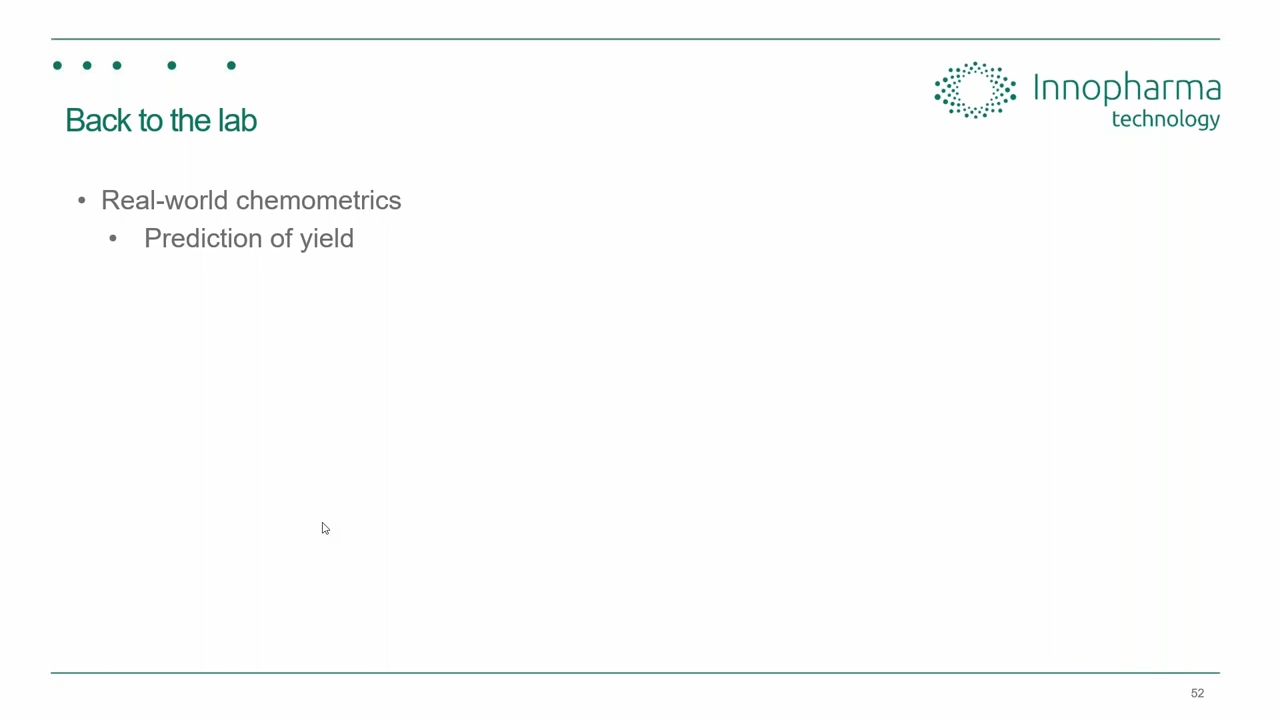 Innopharma
technology
Back to the lab
• Real-world chemometrics
• Prediction of yield
52